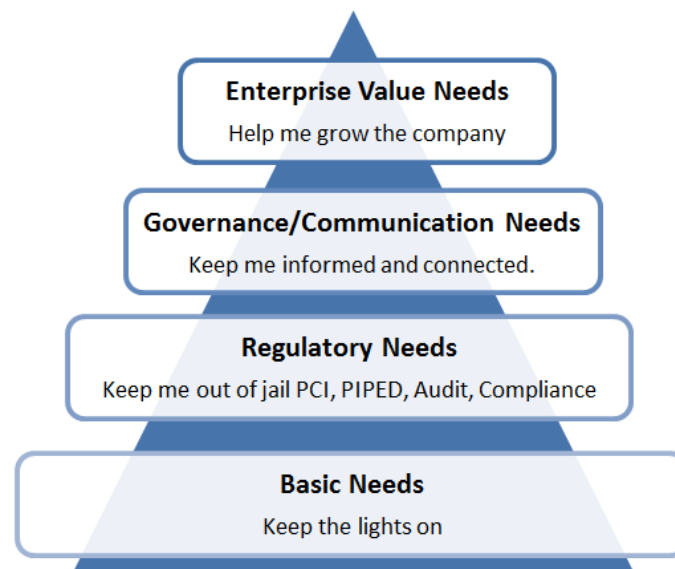 Enterprise Value Needs
Help me grow the company
Governance/Communication Needs
Keep me informed and connected.
Regulatory Needs
Keep me out of jail PCI, PIPED, Audit, Compliance
Basic Needs
Keep the lights on